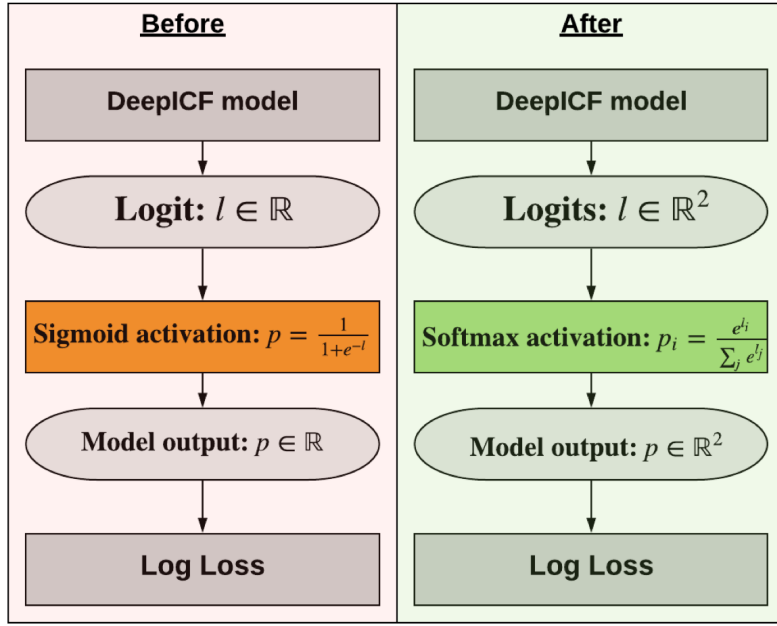 Before
DeepICF model
Logit: l ∈ ℝ
Sigmoid activation: p = 1/(1+e^{-l})
Model output: p ∈ ℝ
Log Loss
After
DeepICF model
Logits: l ∈ ℝ²
Softmax activation: p_i = e^{l_i}/∑_j e^{l_j}
Model output: p ∈ ℝ²
Log Loss